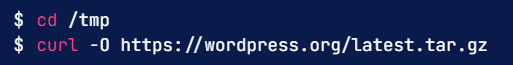 $ cd /tmp
$ curl -O https://wordpress.org/latest.tar.gz